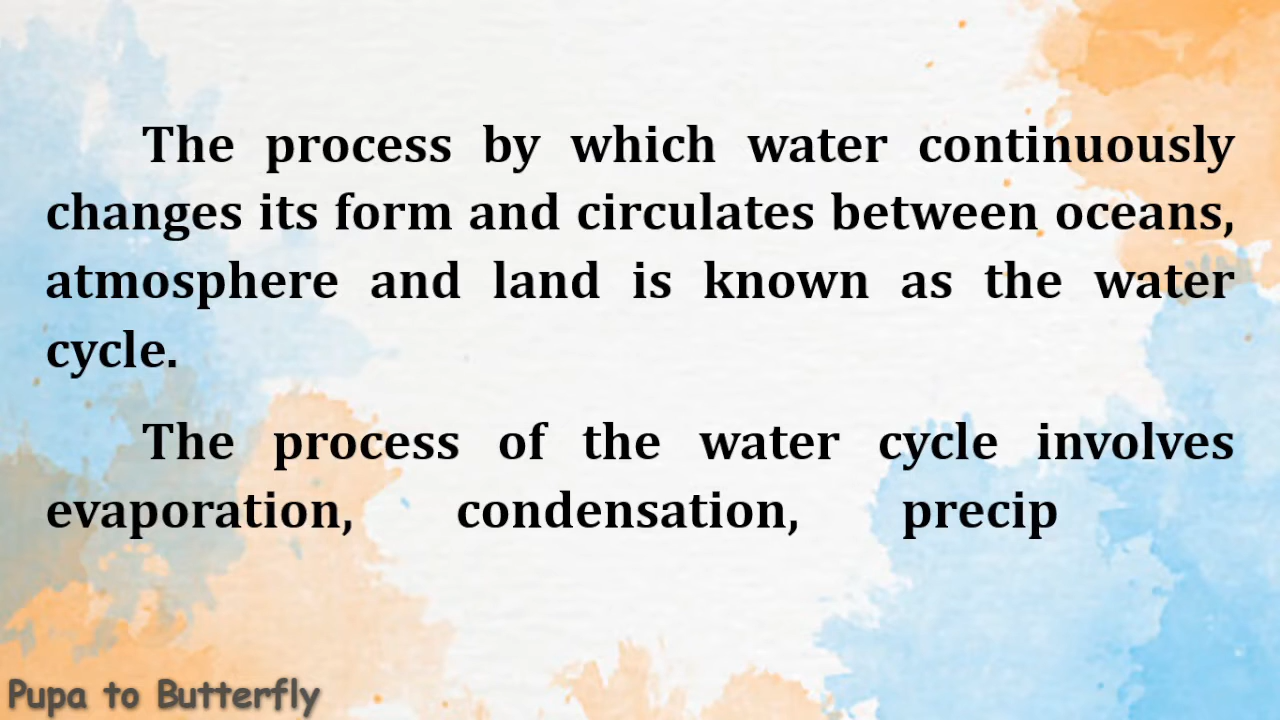 The process by which water continuously
changes its form and circulates between oceans,
atmosphere and land is known as the water
cycle.
The process of the water cycle involves
evaporation, condensation, precip
Pupa to Butterfly